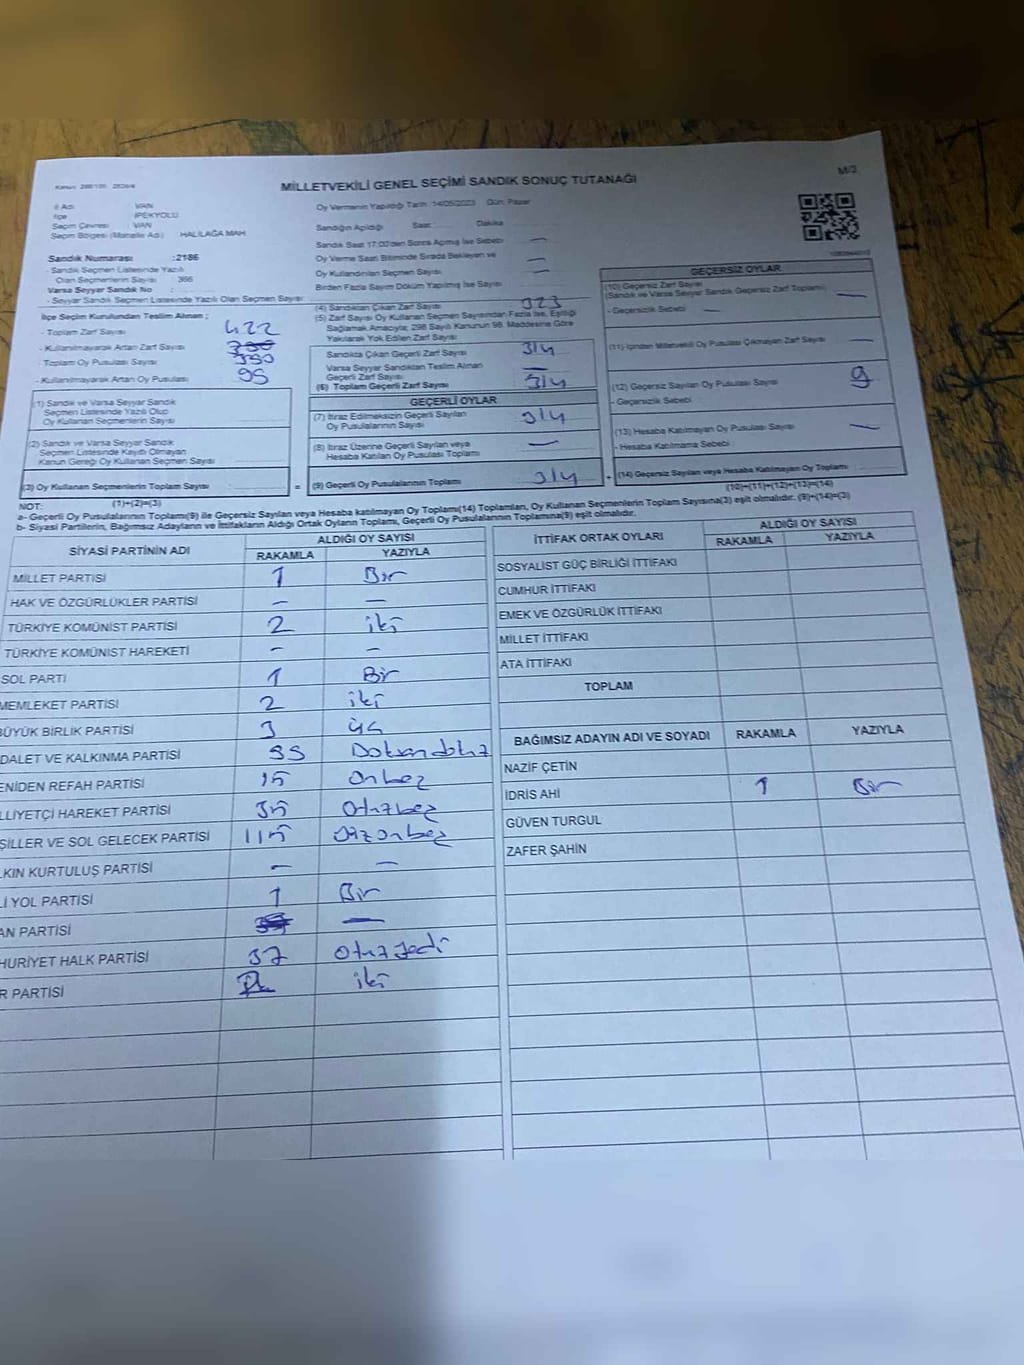 M/2
MİLLETVEKİLİ GENEL SEÇİMİ SANDIK SONUÇ TUTANAĞI
İl Adı VAN
İlçe İPEKYOLU
Seçim Çevresi VAN
Seçim Bölgesi (Mahalle Adı) HALİLAĞA MAH.
Sandık Numarası :2186
- Sandık Seçmen Listesinde Yazılı
Olan Seçmenlerin Sayısı : 366
Varsa Seyyar Sandık No :
- Seyyar Sandık Seçmen Listesinde Yazılı Olan Seçmen Sayısı
İlçe Seçim Kurulundan Teslim Alınan ;
- Toplam Zarf Sayısı 422
- Kullanılmayarak Artan Zarf Sayısı
- Toplam Oy Pusulası Sayısı
- Kullanılmayarak Artan Oy Pusulası 95
Oy Vermenin Yapıldığı Tarih :14/05/2023 Gün: Pazar
Sandığın Açıldığı Saat: Dakika
Sandık Saat 17:00'den Sonra Açılmış İse Sebebi —
Oy Verme Saati Bitiminde Sırada Bekleyen ve —
Oy Kullandırılan Seçmen Sayısı —
Birden Fazla Sayım Döküm Yapılmış İse Sayısı
(4) Sandıktan Çıkan Zarf Sayısı 323
(5) Zarf Sayısı Oy Kullanan Seçmen Sayısından Fazla İse, Eşitliği
Sağlamak Amacıyla; 298 Sayılı Kanunun 98. Maddesine Göre
Yakılarak Yok Edilen Zarf Sayısı
Sandıkta Çıkan Geçerli Zarf Sayısı 314
Varsa Seyyar Sandıktan Teslim Alınan
Geçerli Zarf Sayısı —
(6) Toplam Geçerli Zarf Sayısı 314
GEÇERLİ OYLAR
(7) İtiraz Edilmeksizin Geçerli Sayılan
Oy Pusulalarının Sayısı 314
(8) İtiraz Üzerine Geçerli Sayılan veya
Hesaba Katılan Oy Pusulası Toplamı —
(9) Geçerli Oy Pusulalarının Toplamı 314
GEÇERSİZ OYLAR
(10) Geçersiz Zarf Sayısı
(Sandık ve Varsa Seyyar Sandık Geçersiz Zarf Toplamı) —
- Geçersizlik Sebebi —
(11) İçinden Milletvekili Oy Pusulası Çıkmayan Zarf Sayısı —
(12) Geçersiz Sayılan Oy Pusulası Sayısı 9
- Geçersizlik Sebebi
(13) Hesaba Katılmayan Oy Pusulası Sayısı —
- Hesaba Katılmama Sebebi
(14) Geçersiz Sayılan veya Hesaba Katılmayan Oy Toplamı
(10)+(11)+(12)+(13)=(14)
(1) Sandık ve Varsa Seyyar Sandık
Seçmen Listesinde Yazılı Olup
Oy Kullanan Seçmenlerin Sayısı
(2) Sandık ve Varsa Seyyar Sandık
Seçmen Listesinde Kayıtlı Olmayan
Kanun Gereği Oy Kullanan Seçmen Sayısı
(3) Oy Kullanan Seçmenlerin Toplam Sayısı
= +
NOT: (1)+(2)=(3)
a- Geçerli Oy Pusulalarının Toplamı(9) ile Geçersiz Sayılan veya Hesaba katılmayan Oy Toplamı(14) Toplamları, Oy Kullanan Seçmenlerin Toplam Sayısına(3) eşit olmalıdır. (9)+(14)=(3)
b- Siyasi Partilerin, Bağımsız Adayların ve İttifakların Aldığı Ortak Oyların Toplamı, Geçerli Oy Pusulalarının Toplamına(9) eşit olmalıdır.
SİYASİ PARTİNİN ADI ALDIĞI OY SAYISI
RAKAMLA YAZIYLA
MİLLET PARTİSİ 1 Bir
HAK VE ÖZGÜRLÜKLER PARTİSİ – –
TÜRKİYE KOMÜNİST PARTİSİ 2 iki
TÜRKİYE KOMÜNİST HAREKETİ – –
SOL PARTİ 1 Bir
MEMLEKET PARTİSİ 2 iki
BÜYÜK BİRLİK PARTİSİ 3 üç
DALET VE KALKINMA PARTİSİ 99
ENİDEN REFAH PARTİSİ 15 Onbeş
LLİYETÇİ HAREKET PARTİSİ 35 Otuzbeş
ŞİLLER VE SOL GELECEK PARTİSİ 115
LKIN KURTULUŞ PARTİSİ – –
Lİ YOL PARTİSİ 1 Bir
AN PARTİSİ —
HURİYET HALK PARTİSİ 37 Otuzyedi
R PARTİSİ iki
İTTİFAK ORTAK OYLARI ALDIĞI OY SAYISI
RAKAMLA YAZIYLA
SOSYALİST GÜÇ BİRLİĞİ İTTİFAKI
CUMHUR İTTİFAKI
EMEK VE ÖZGÜRLÜK İTTİFAKI
MİLLET İTTİFAKI
ATA İTTİFAKI
TOPLAM
BAĞIMSIZ ADAYIN ADI VE SOYADI RAKAMLA YAZIYLA
NAZİF ÇETİN
İDRİS AHİ 1 Bir
GÜVEN TURGUL
ZAFER ŞAHİN